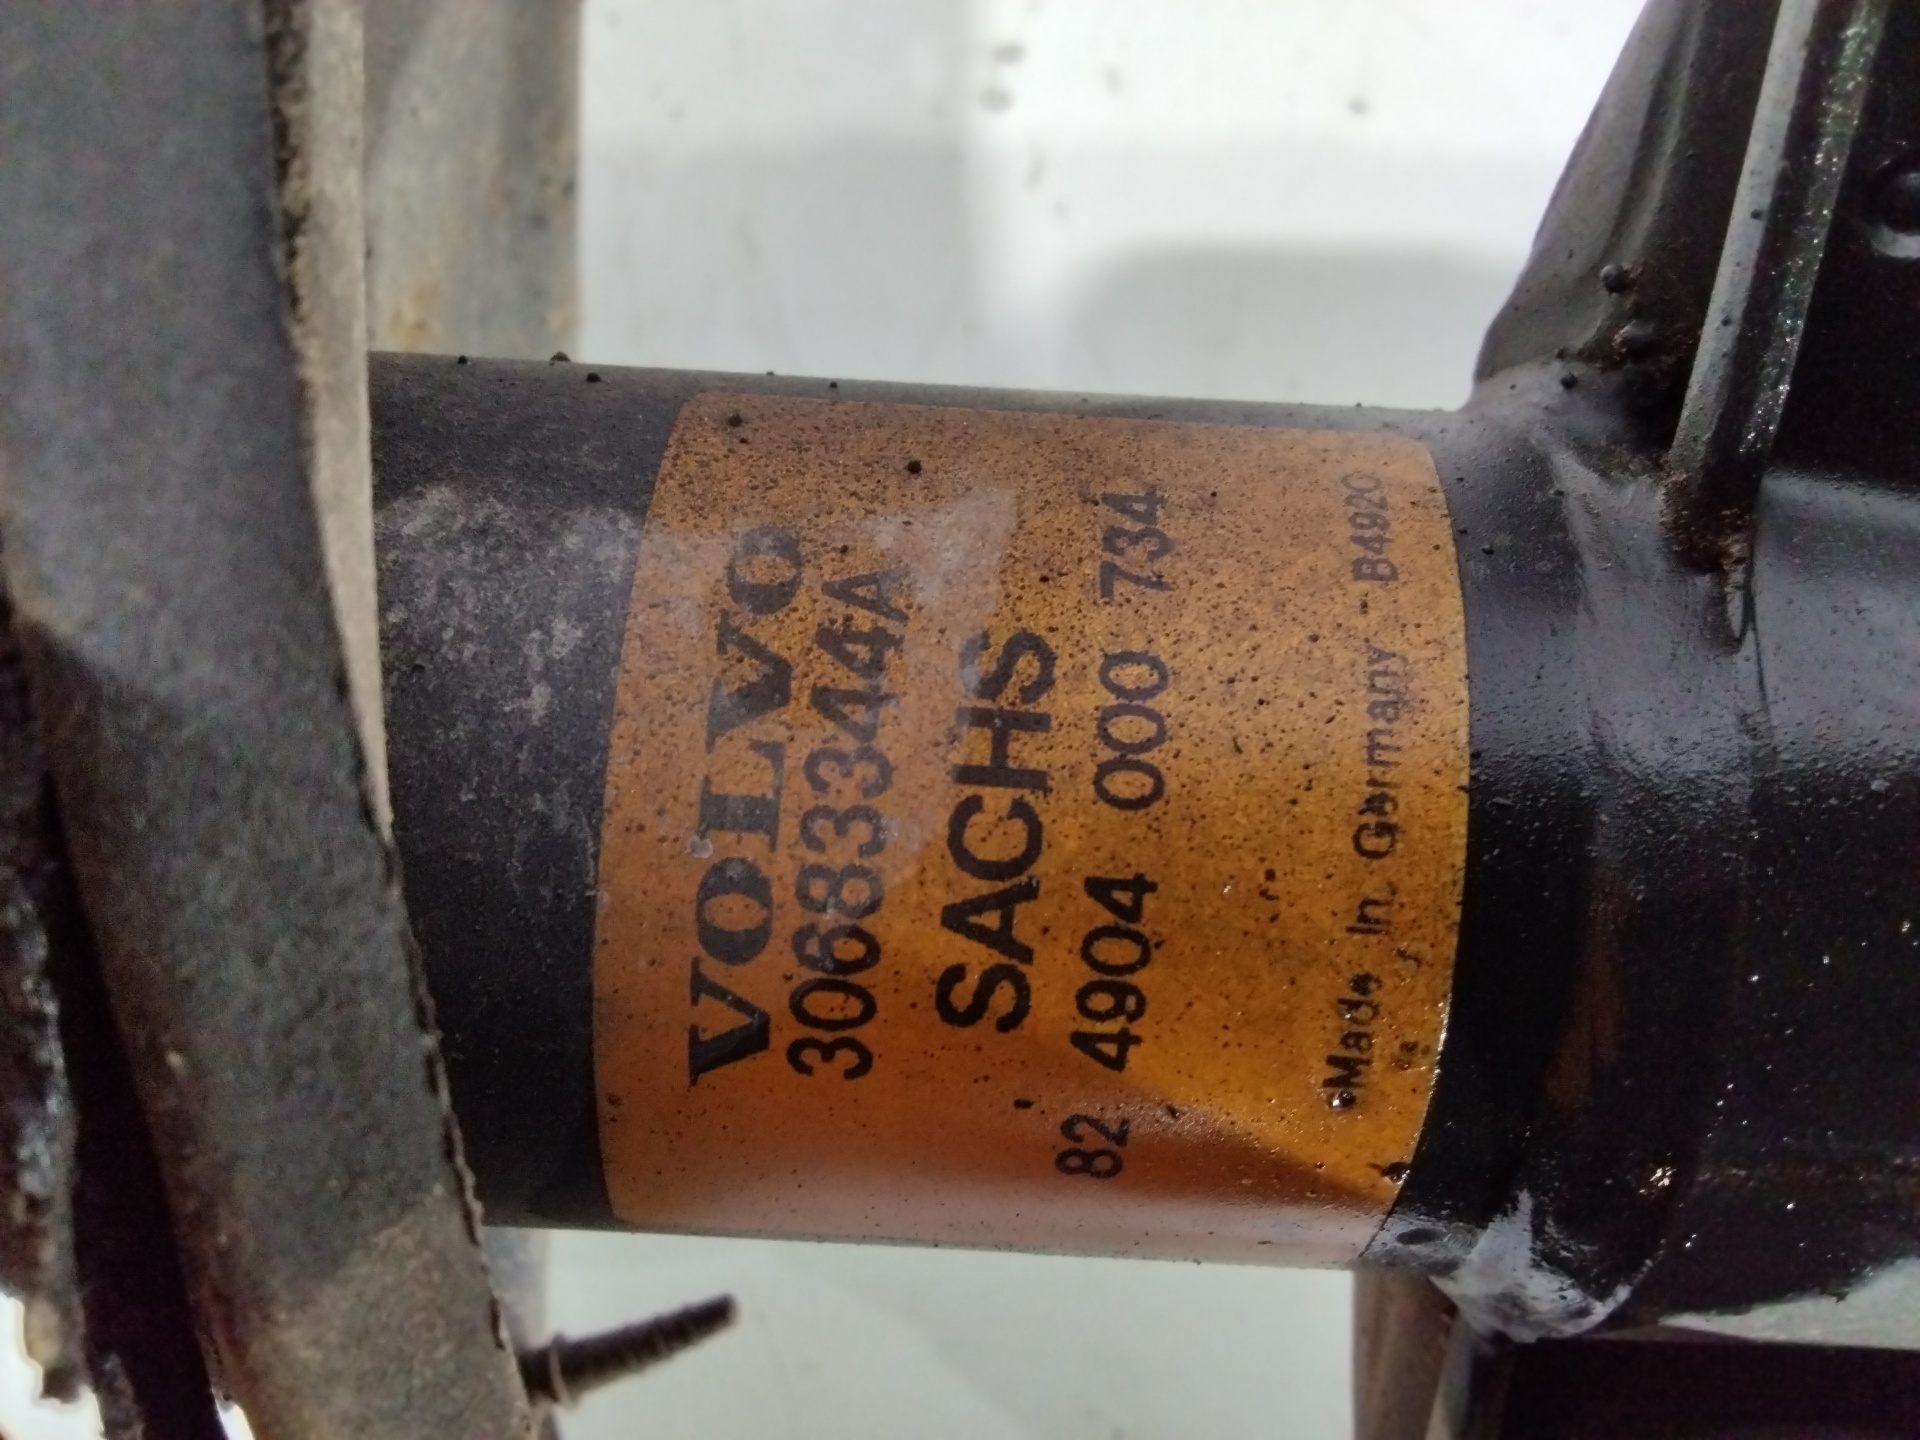 VOLVO
30683344A
SACHS
82 4904 000 734
Made In Germany - B4920